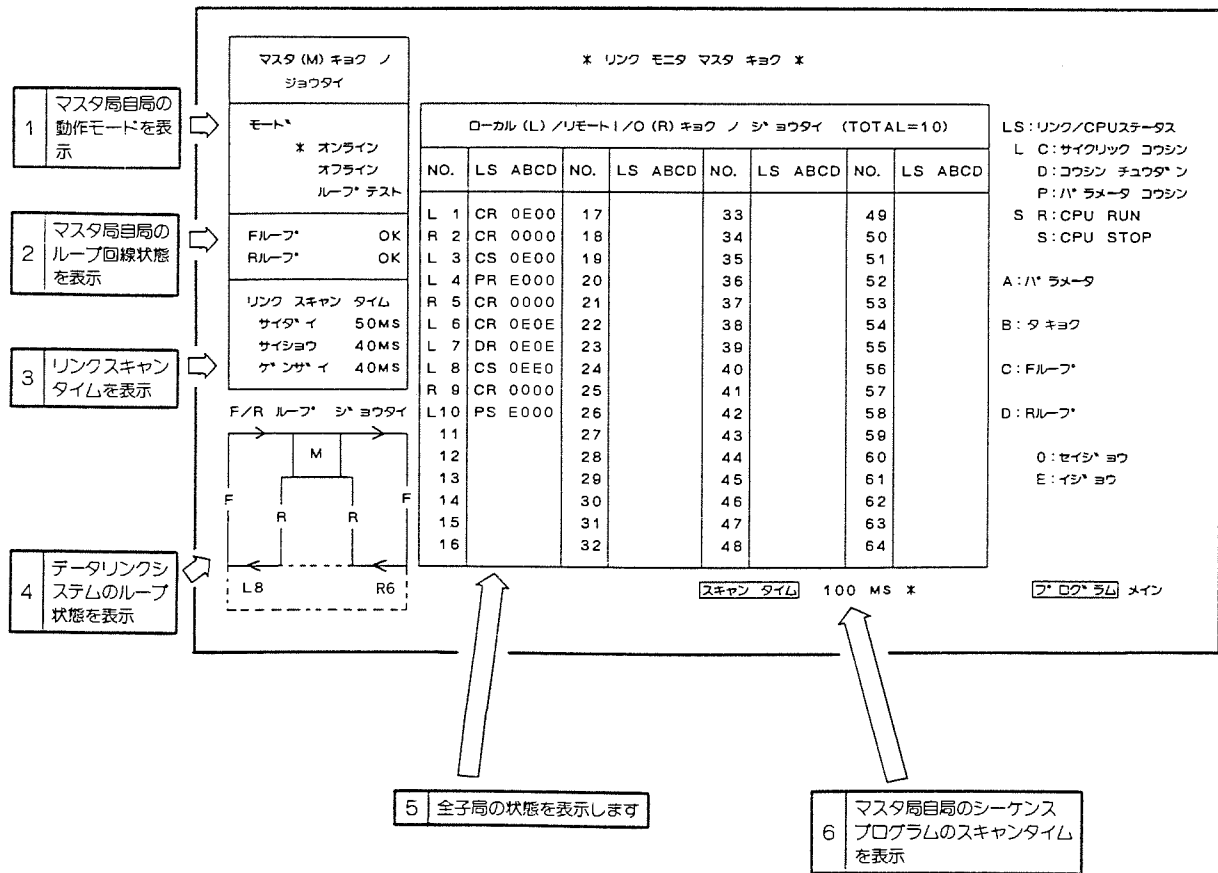 マスタ (M) キョク ノ
ジョウタイ
モード
* オンライン
オフライン
ループ テスト
Fループ OK
Rループ OK
リンク スキャン タイム
サイダイ 50MS
サイショウ 40MS
ゲンザイ 40MS
F/R ループ ジョウタイ
M
F F
R R
L8 R6
* リンク モニタ マスタ キョク *
ローカル (L) /リモートI/O (R) キョク ノ ジョウタイ (TOTAL=10)
NO. LS ABCD NO. LS ABCD NO. LS ABCD NO. LS ABCD
L 1 CR 0E00 17 33 49
R 2 CR 0000 18 34 50
L 3 CS 0E00 19 35 51
L 4 PR E000 20 36 52
R 5 CR 0000 21 37 53
L 6 CR 0E0E 22 38 54
L 7 DR 0E0E 23 39 55
L 8 CS 0EE0 24 40 56
R 9 CR 0000 25 41 57
L10 PS E000 26 42 58
11 27 43 59
12 28 44 60
13 29 45 61
14 30 46 62
15 31 47 63
16 32 48 64
スキャン タイム 100 MS *
プログラム メイン
LS:リンク/CPUステータス
L C:サイクリック コウシン
D:コウシン チュウダン
P:パラメータ コウシン
S R:CPU RUN
S:CPU STOP
A:パラメータ
B:タキョク
C:Fループ
D:Rループ
0:セイジョウ
E:イジョウ
1 マスタ局自局の
動作モードを表
示
2 マスタ局自局の
ループ回線状態
を表示
3 リンクスキャン
タイムを表示
4 データリンクシ
ステムのループ
状態を表示
5 全子局の状態を表示します
6 マスタ局自局のシーケンス
プログラムのスキャンタイム
を表示